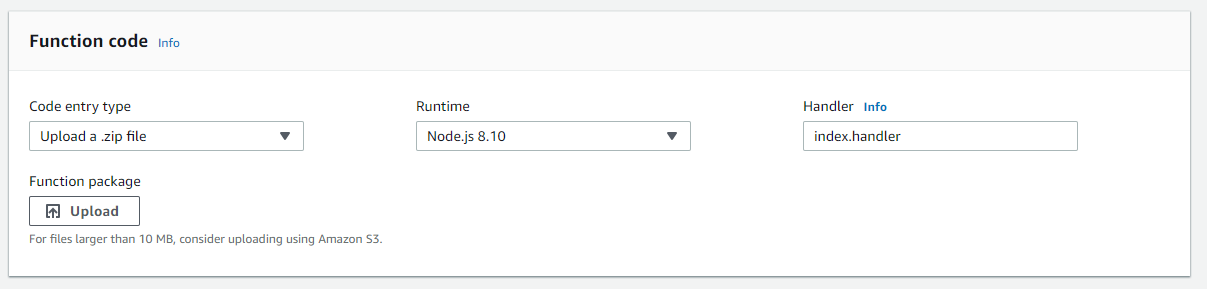 Function code Info
Code entry type Runtime Handler Info
Upload a .zip file Node.js 8.10 index.handler
Function package
Upload
For files larger than 10 MB, consider uploading using Amazon S3.